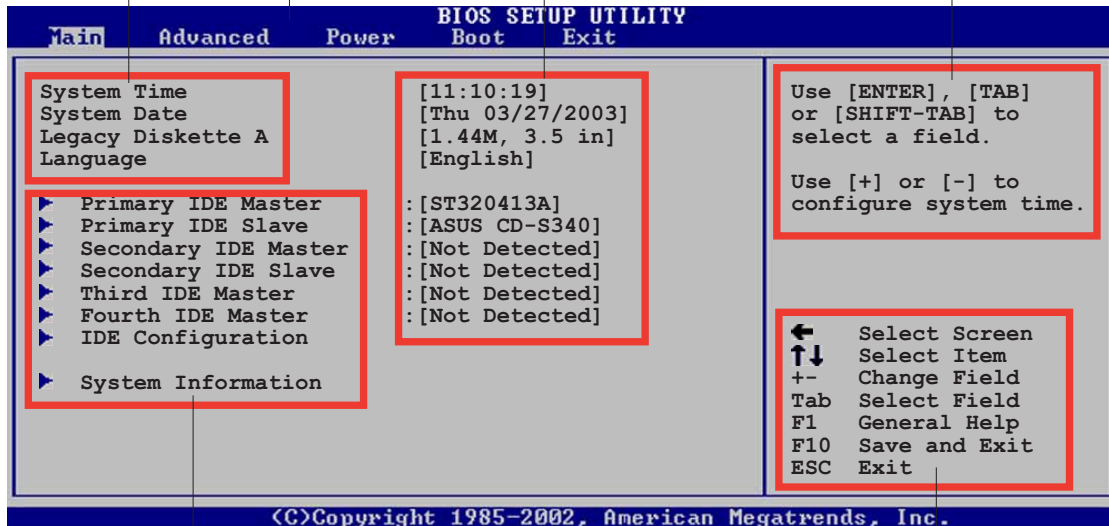 BIOS SETUP UTILITY
Main Advanced Power Boot Exit
System Time [11:10:19]
System Date [Thu 03/27/2003]
Legacy Diskette A [1.44M, 3.5 in]
Language [English]
Primary IDE Master :[ST320413A]
Primary IDE Slave :[ASUS CD-S340]
Secondary IDE Master :[Not Detected]
Secondary IDE Slave :[Not Detected]
Third IDE Master :[Not Detected]
Fourth IDE Master :[Not Detected]
IDE Configuration
System Information
Use [ENTER], [TAB]
or [SHIFT-TAB] to
select a field.
Use [+] or [-] to
configure system time.
← Select Screen
↑↓ Select Item
+- Change Field
Tab Select Field
F1 General Help
F10 Save and Exit
ESC Exit
(C)Copyright 1985-2002, American Megatrends, Inc.